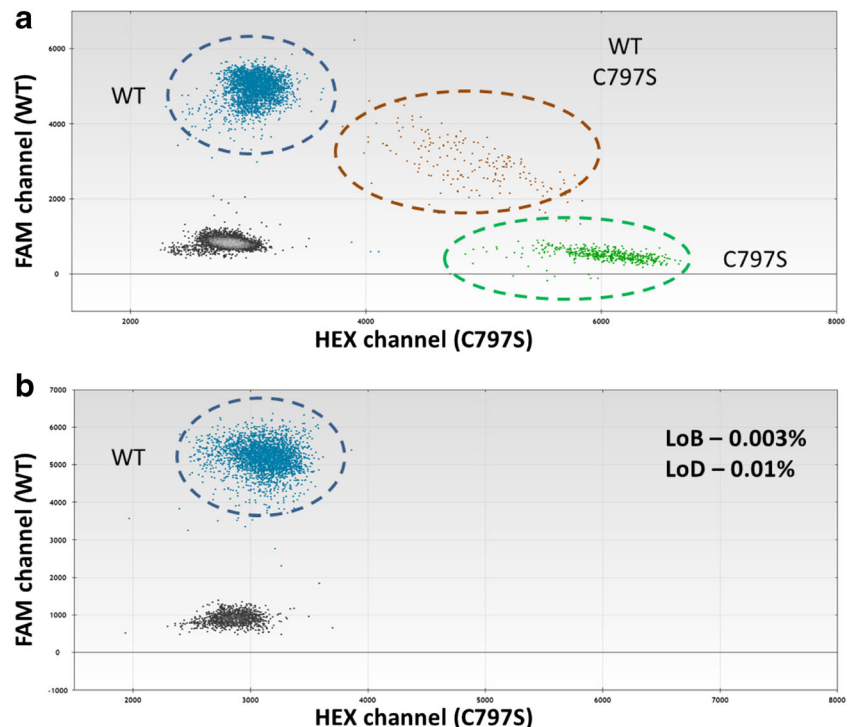 a
6000
WT
WT
C797S
4000
FAM channel (WT)
2000
C797S
0
2000
4000
6000
8000
HEX channel (C797S)
b
7000
6000
WT
LoB – 0.003%
5000
LoD – 0.01%
4000
FAM channel (WT)
3000
2000
1000
0
-1000
2000
3000
4000
5000
6000
7000
8000
HEX channel (C797S)